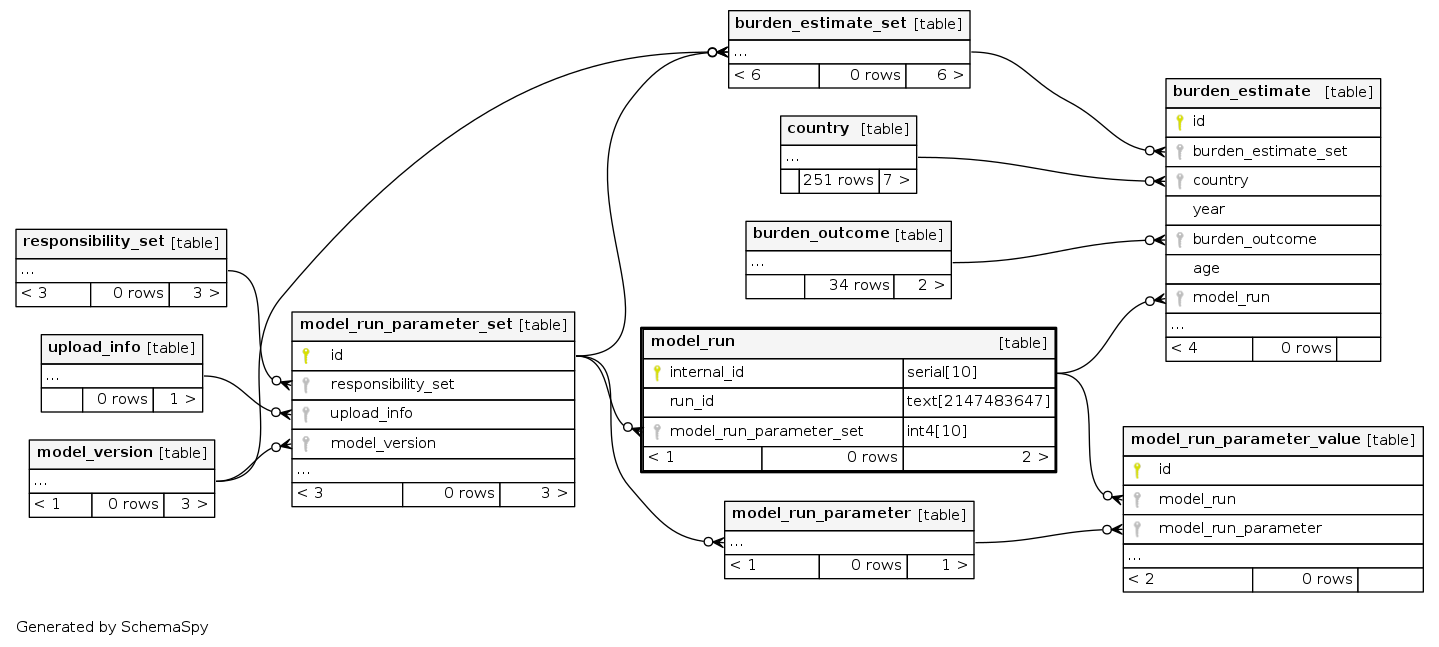 burden_estimate_set [table]
...
< 6 0 rows 6 >
burden_estimate [table]
id
burden_estimate_set
country
year
burden_outcome
age
model_run
...
< 4 0 rows
country [table]
...
251 rows 7 >
burden_outcome [table]
...
34 rows 2 >
responsibility_set [table]
...
< 3 0 rows 3 >
upload_info [table]
...
0 rows 1 >
model_version [table]
...
< 1 0 rows 3 >
model_run_parameter_set [table]
id
responsibility_set
upload_info
model_version
...
< 3 0 rows 3 >
model_run [table]
internal_id serial[10]
run_id text[2147483647]
model_run_parameter_set int4[10]
< 1 0 rows 2 >
model_run_parameter [table]
...
< 1 0 rows 1 >
model_run_parameter_value [table]
id
model_run
model_run_parameter
...
< 2 0 rows
Generated by SchemaSpy